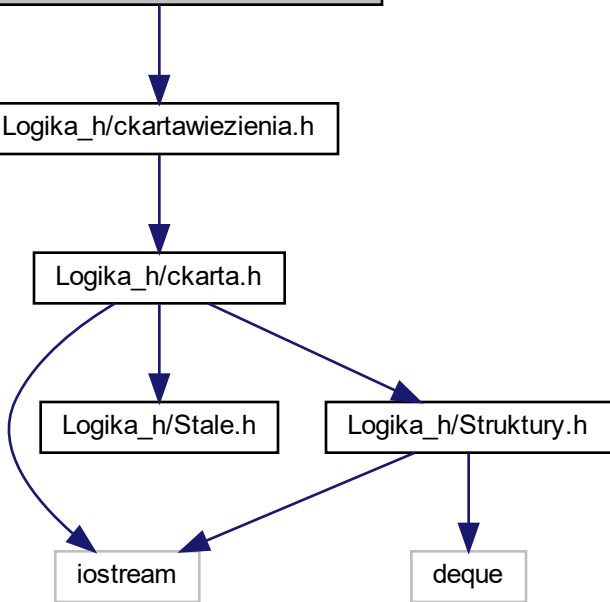 Logika_h/ckartawiezienia.h
Logika_h/ckarta.h
Logika_h/Stale.h
Logika_h/Struktury.h
iostream
deque